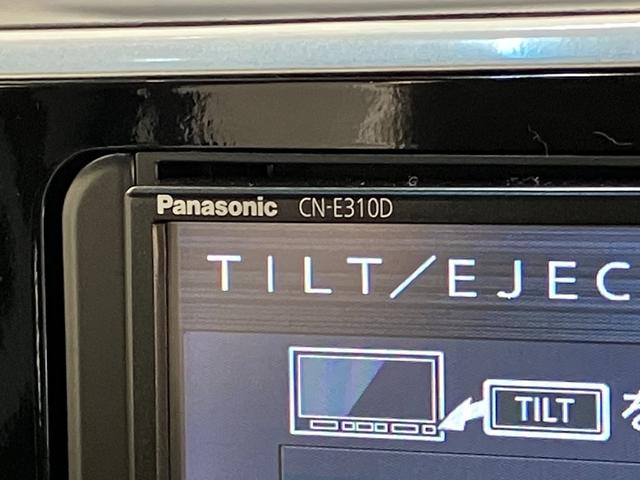 Panasonic CN-E310D
TILT/EJEC
TILT を